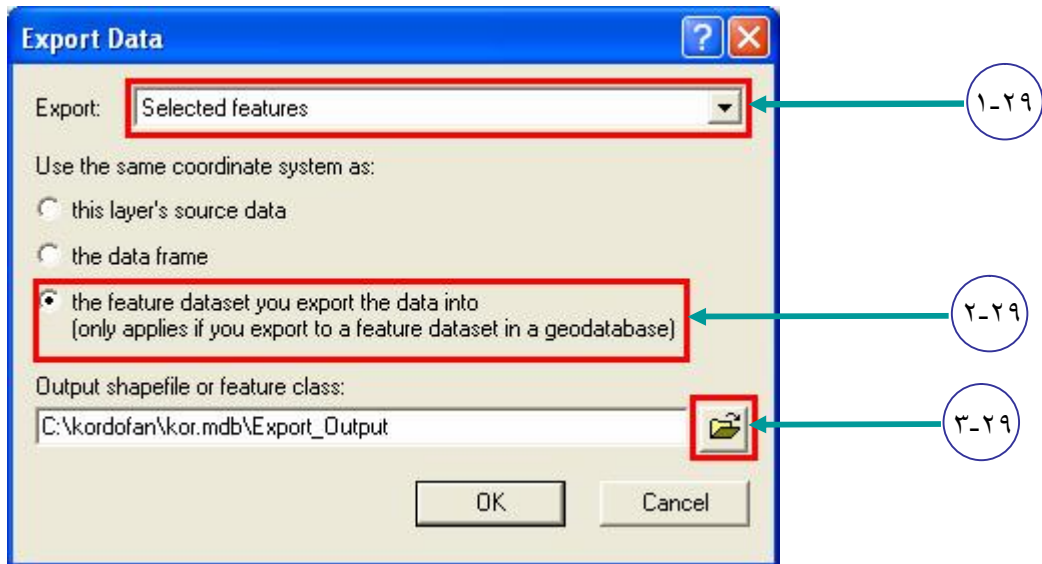 Export Data
Export: Selected features
١-٢٩
Use the same coordinate system as:
this layer's source data
the data frame
the feature dataset you export the data into
(only applies if you export to a feature dataset in a geodatabase)
٢-٢٩
Output shapefile or feature class:
C:\kordofan\kor.mdb\Export_Output
٣-٢٩
OK Cancel